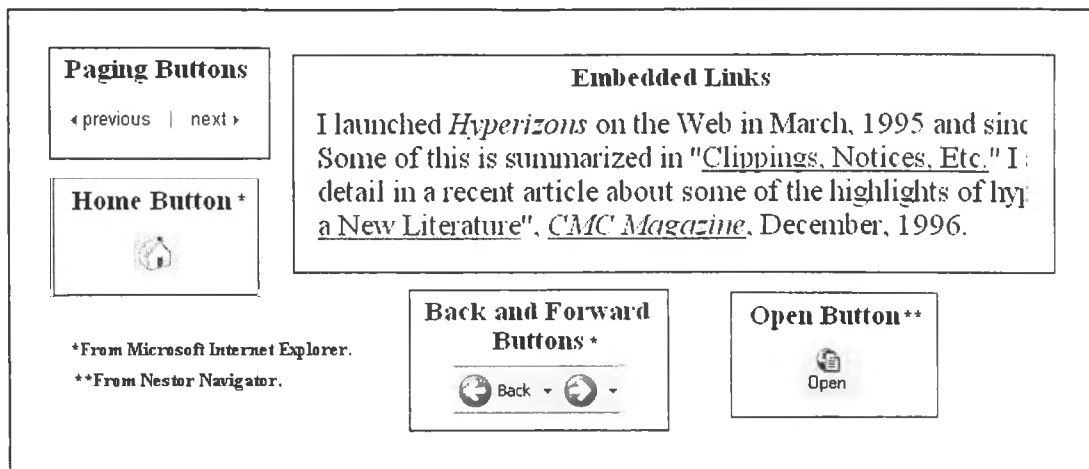 Paging Buttons
previous | next
Home Button *
Embedded Links
I launched Hyperizons on the Web in March, 1995 and sinc
Some of this is summarized in "Clippings, Notices, Etc." I
detail in a recent article about some of the highlights of hyp
a New Literature", CMC Magazine, December, 1996.
Back and Forward
Buttons *
Back
Open Button **
Open
*From Microsoft Internet Explorer.
**From Nestor Navigator.